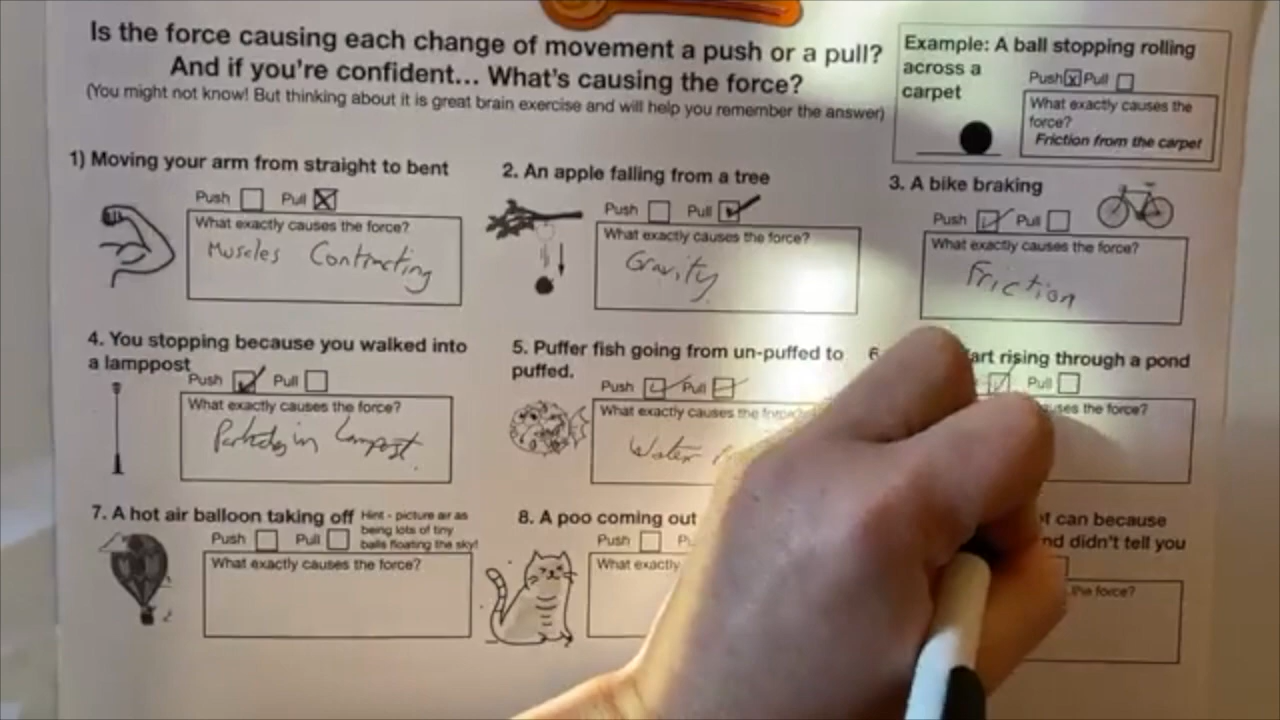 Is the force causing each change of movement a push or a pull?
And if you're confident... What's causing the force?
(You might not know! But thinking about it is great brain exercise and will help you remember the answer)
Example: A ball stopping rolling
across a
carpet
Push x Pull
What exactly causes the
force?
Friction from the carpet
1) Moving your arm from straight to bent
Push Pull
What exactly causes the force?
Muscles Contracting
2. An apple falling from a tree
Push Pull
What exactly causes the force?
Gravity
3. A bike braking
Push Pull
What exactly causes the force?
Friction
4. You stopping because you walked into
a lamppost
Push Pull
What exactly causes the force?
in
5. Puffer fish going from un-puffed to
puffed.
Push Pull
What exactly causes the force?
Water
6. art rising through a pond
Pull
the force?
7. A hot air balloon taking off
Hint - picture air as
being lots of tiny
balls floating the sky!
Push Pull
What exactly causes the force?
8. A poo coming out
Push
What exactly
can because
didn't tell you
the force?